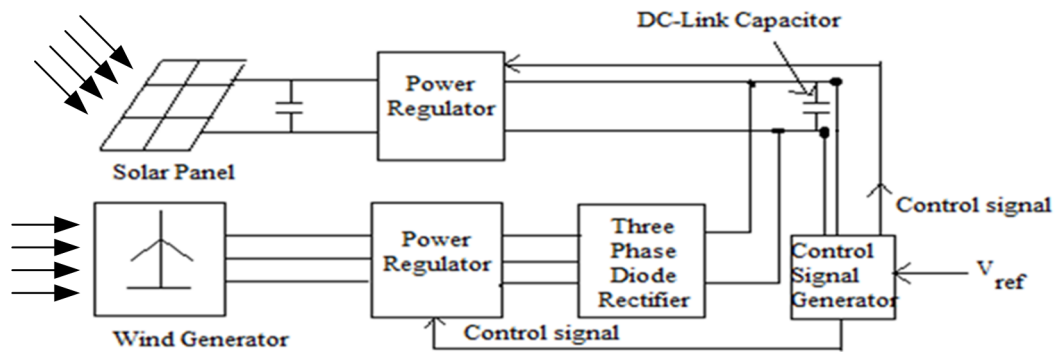 DC-Link Capacitor
Power
Regulator
Solar Panel
Control signal
Power
Regulator
Three
Phase
Diode
Rectifier
Control
Signal
Generator
V ref
Wind Generator
Control signal